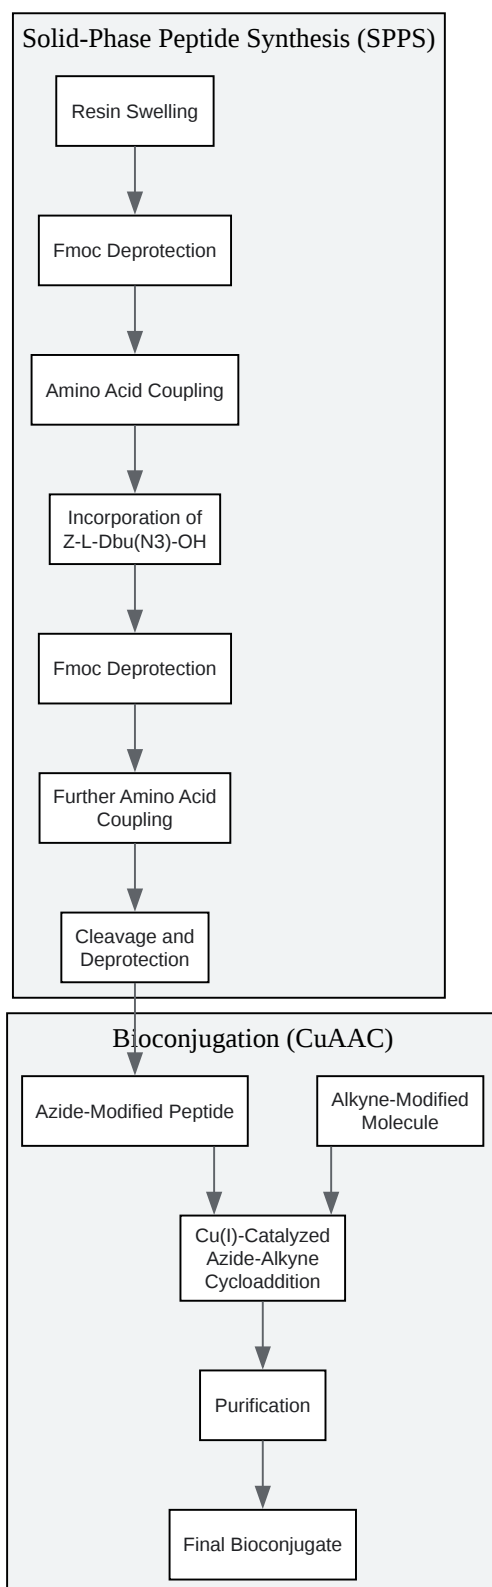 Solid-Phase Peptide Synthesis (SPPS)
Resin Swelling
Fmoc Deprotection
Amino Acid Coupling
Incorporation of
Z-L-Dbu(N3)-OH
Fmoc Deprotection
Further Amino Acid
Coupling
Cleavage and
Deprotection
Bioconjugation (CuAAC)
Azide-Modified Peptide
Alkyne-Modified
Molecule
Cu(I)-Catalyzed
Azide-Alkyne
Cycloaddition
Purification
Final Bioconjugate